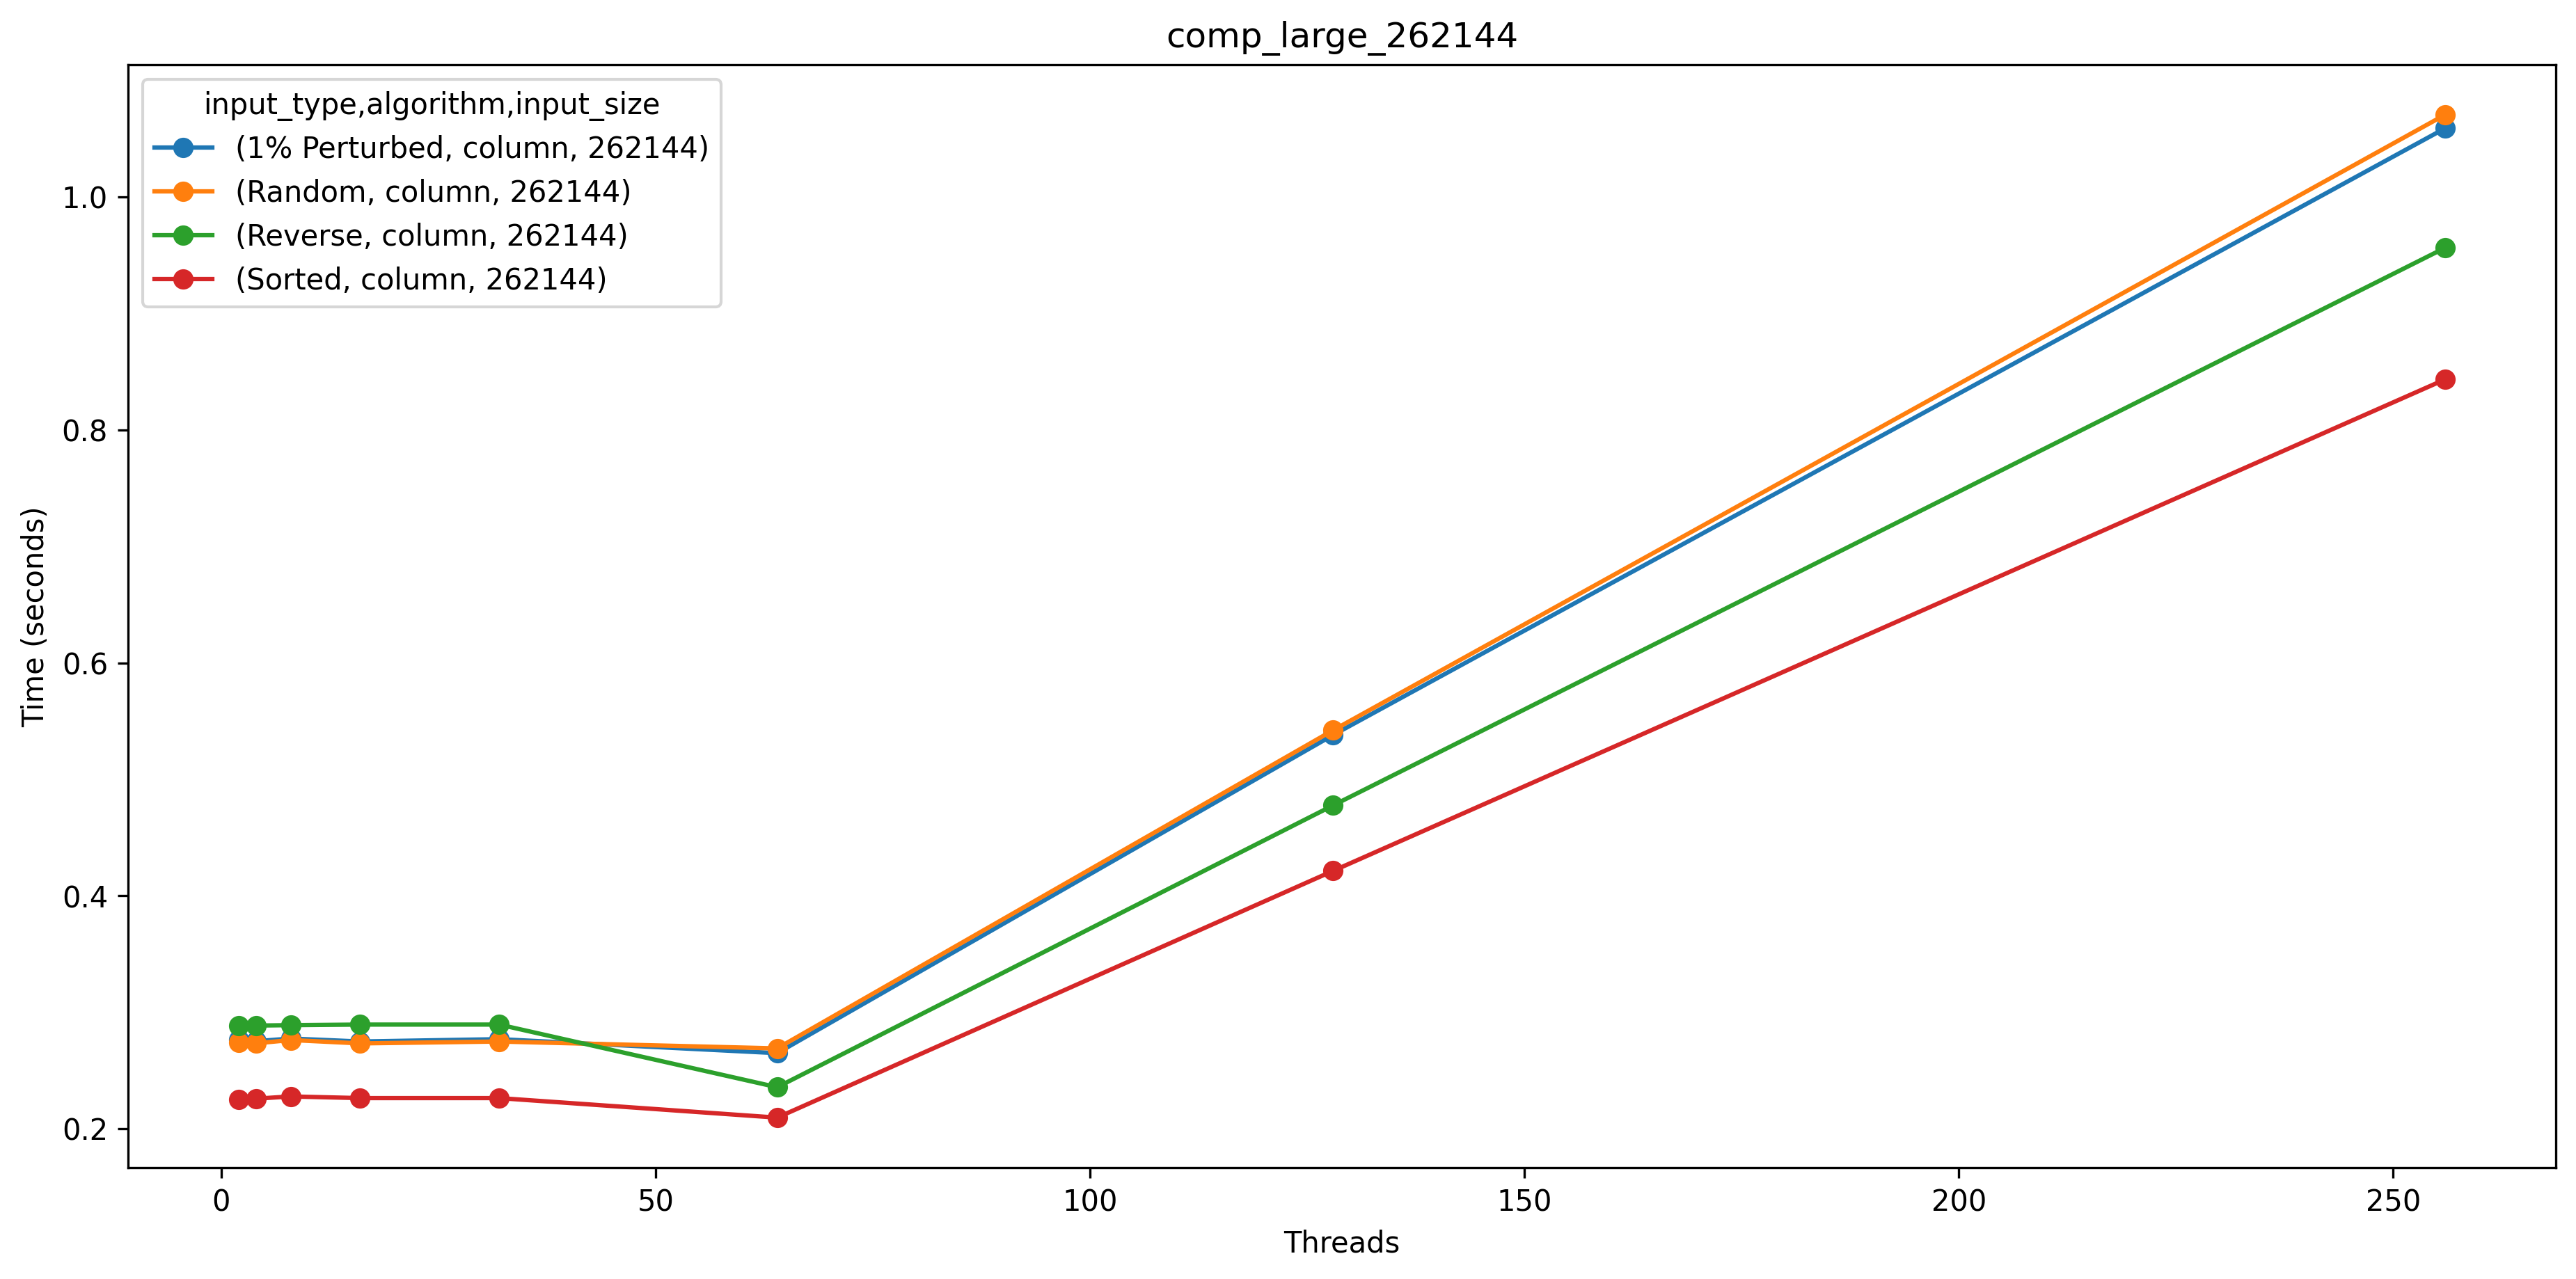 comp_large_262144
input_type,algorithm,input_size
(1% Perturbed, column, 262144)
(Random, column, 262144)
(Reverse, column, 262144)
(Sorted, column, 262144)
Time (seconds)
1.0
0.8
0.6
0.4
0.2
0 50 100 150 200 250
Threads